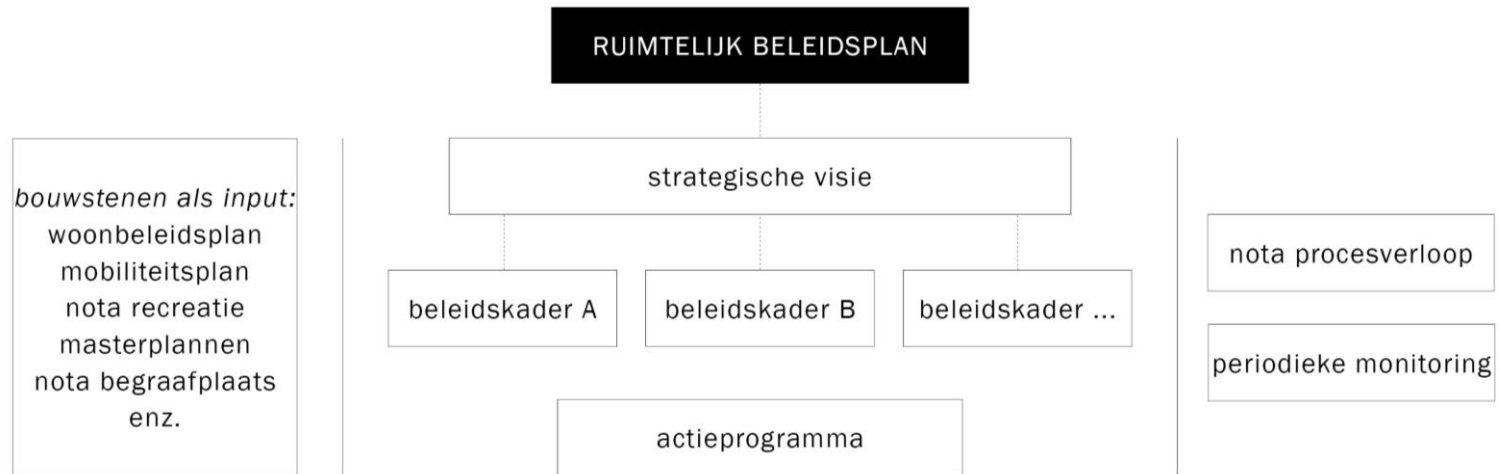 RUIMTELIJK BELEIDSPLAN
bouwstenen als input:
woonbeleidsplan
mobiliteitsplan
nota recreatie
masterplannen
nota begraafplaats
enz.
strategische visie
beleidskader A
beleidskader B
beleidskader ...
actieprogramma
nota procesverloop
periodieke monitoring